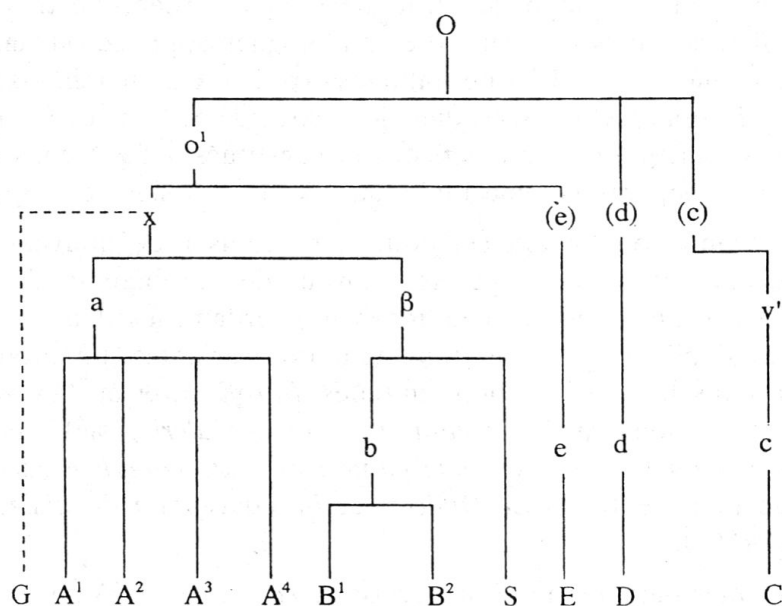 O
o¹
x (e) (d) (c)
a β v'
b e d c
G A¹ A² A³ A⁴ B¹ B² S E D C